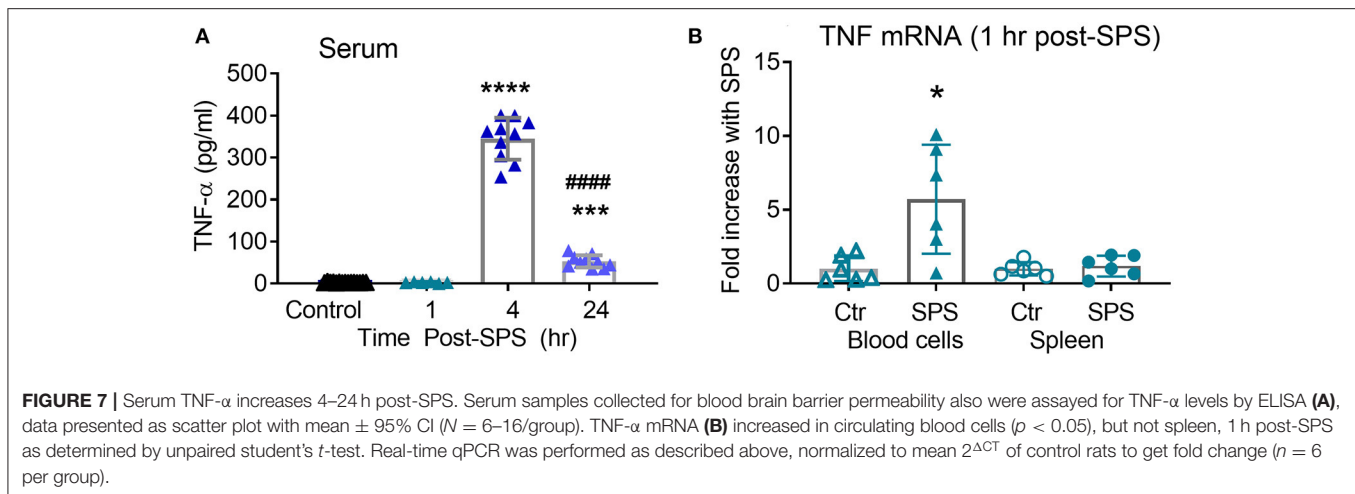 A
Serum
500
400
300
200
100
0
TNF-α (pg/ml)
****
####
***
Control 1 4 24
Time Post-SPS (hr)
B
TNF mRNA (1 hr post-SPS)
15
10
5
0
Fold increase with SPS
*
Ctr SPS Ctr SPS
Blood cells Spleen
FIGURE 7 | Serum TNF-α increases 4–24 h post-SPS. Serum samples collected for blood brain barrier permeability also were assayed for TNF-α levels by ELISA (A),
data presented as scatter plot with mean ± 95% CI (N = 6–16/group). TNF-α mRNA (B) increased in circulating blood cells (p < 0.05), but not spleen, 1 h post-SPS
as determined by unpaired student's t-test. Real-time qPCR was performed as described above, normalized to mean 2^ΔCT of control rats to get fold change (n = 6
per group).